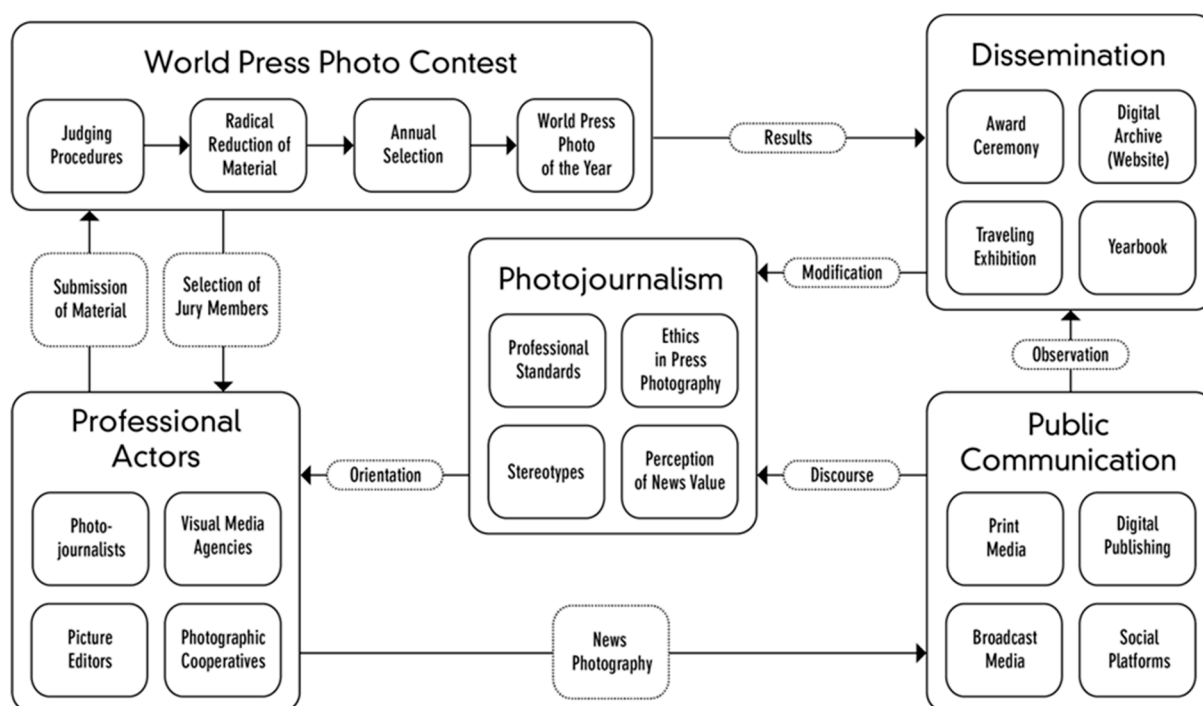 World Press Photo Contest
Judging
Procedures
Radical
Reduction of
Material
Annual
Selection
World Press
Photo
of the Year
Results
Dissemination
Award
Ceremony
Digital
Archive
(Website)
Traveling
Exhibition
Yearbook
Submission
of Material
Selection of
Jury Members
Photojournalism
Professional
Standards
Ethics
in Press
Photography
Stereotypes
Perception
of News Value
Modification
Observation
Professional
Actors
Photo-
journalists
Visual Media
Agencies
Picture
Editors
Photographic
Cooperatives
Orientation
Discourse
Public
Communication
Print
Media
Digital
Publishing
Broadcast
Media
Social
Platforms
News
Photography